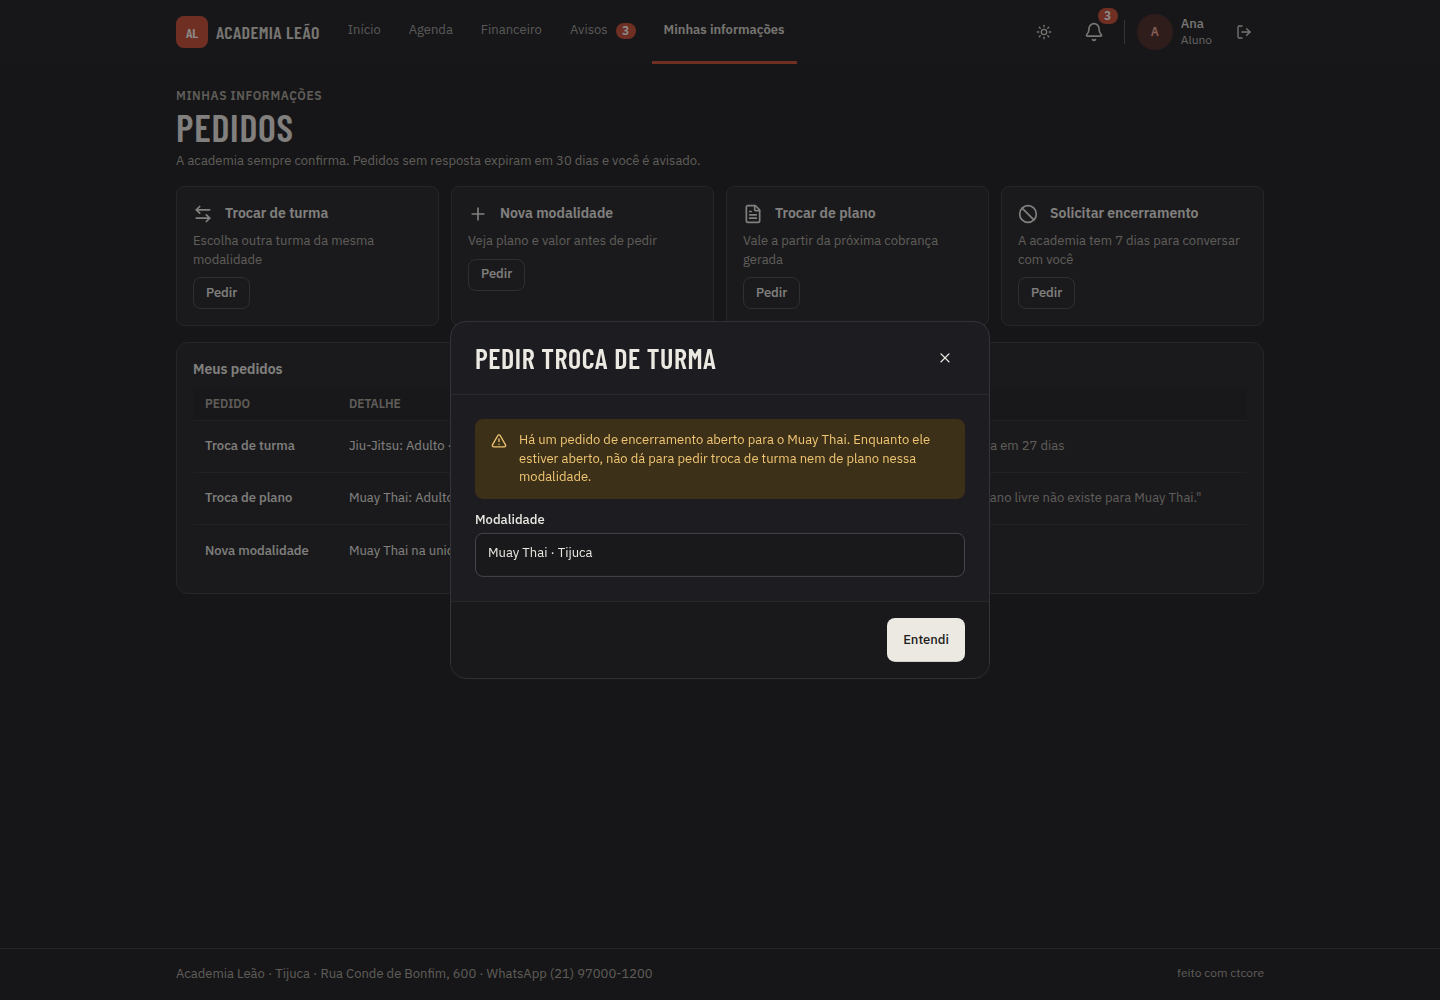 AL ACADEMIA LEÃO Início Agenda Financeiro Avisos 3 Minhas informações 3 A Ana
Aluno
MINHAS INFORMAÇÕES
PEDIDOS
A academia sempre confirma. Pedidos sem resposta expiram em 30 dias e você é avisado.
Trocar de turma
Escolha outra turma da mesma
modalidade
Pedir
Nova modalidade
Veja plano e valor antes de pedir
Pedir
Trocar de plano
Vale a partir da próxima cobrança
gerada
Pedir
Solicitar encerramento
A academia tem 7 dias para conversar
com você
Pedir
Meus pedidos
PEDIDO DETALHE
Troca de turma Jiu-Jitsu: Adulto · a em 27 dias
Troca de plano Muay Thai: Adulto ano livre não existe para Muay Thai."
Nova modalidade Muay Thai na unid
PEDIR TROCA DE TURMA
Há um pedido de encerramento aberto para o Muay Thai. Enquanto ele
estiver aberto, não dá para pedir troca de turma nem de plano nessa
modalidade.
Modalidade
Muay Thai · Tijuca
Entendi
Academia Leão · Tijuca · Rua Conde de Bonfim, 600 · WhatsApp (21) 97000-1200
feito com ctcore